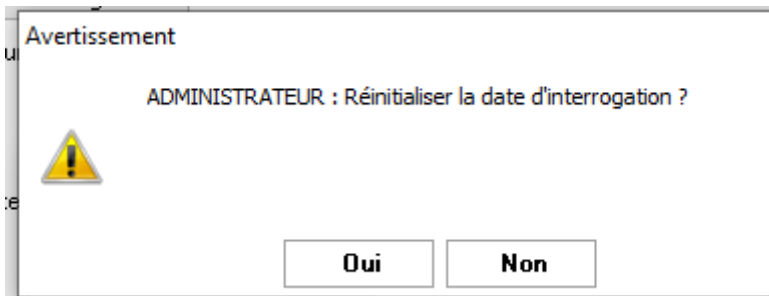 Avertissement
ADMINISTRATEUR : Réinitialiser la date d'interrogation ?
Oui
Non